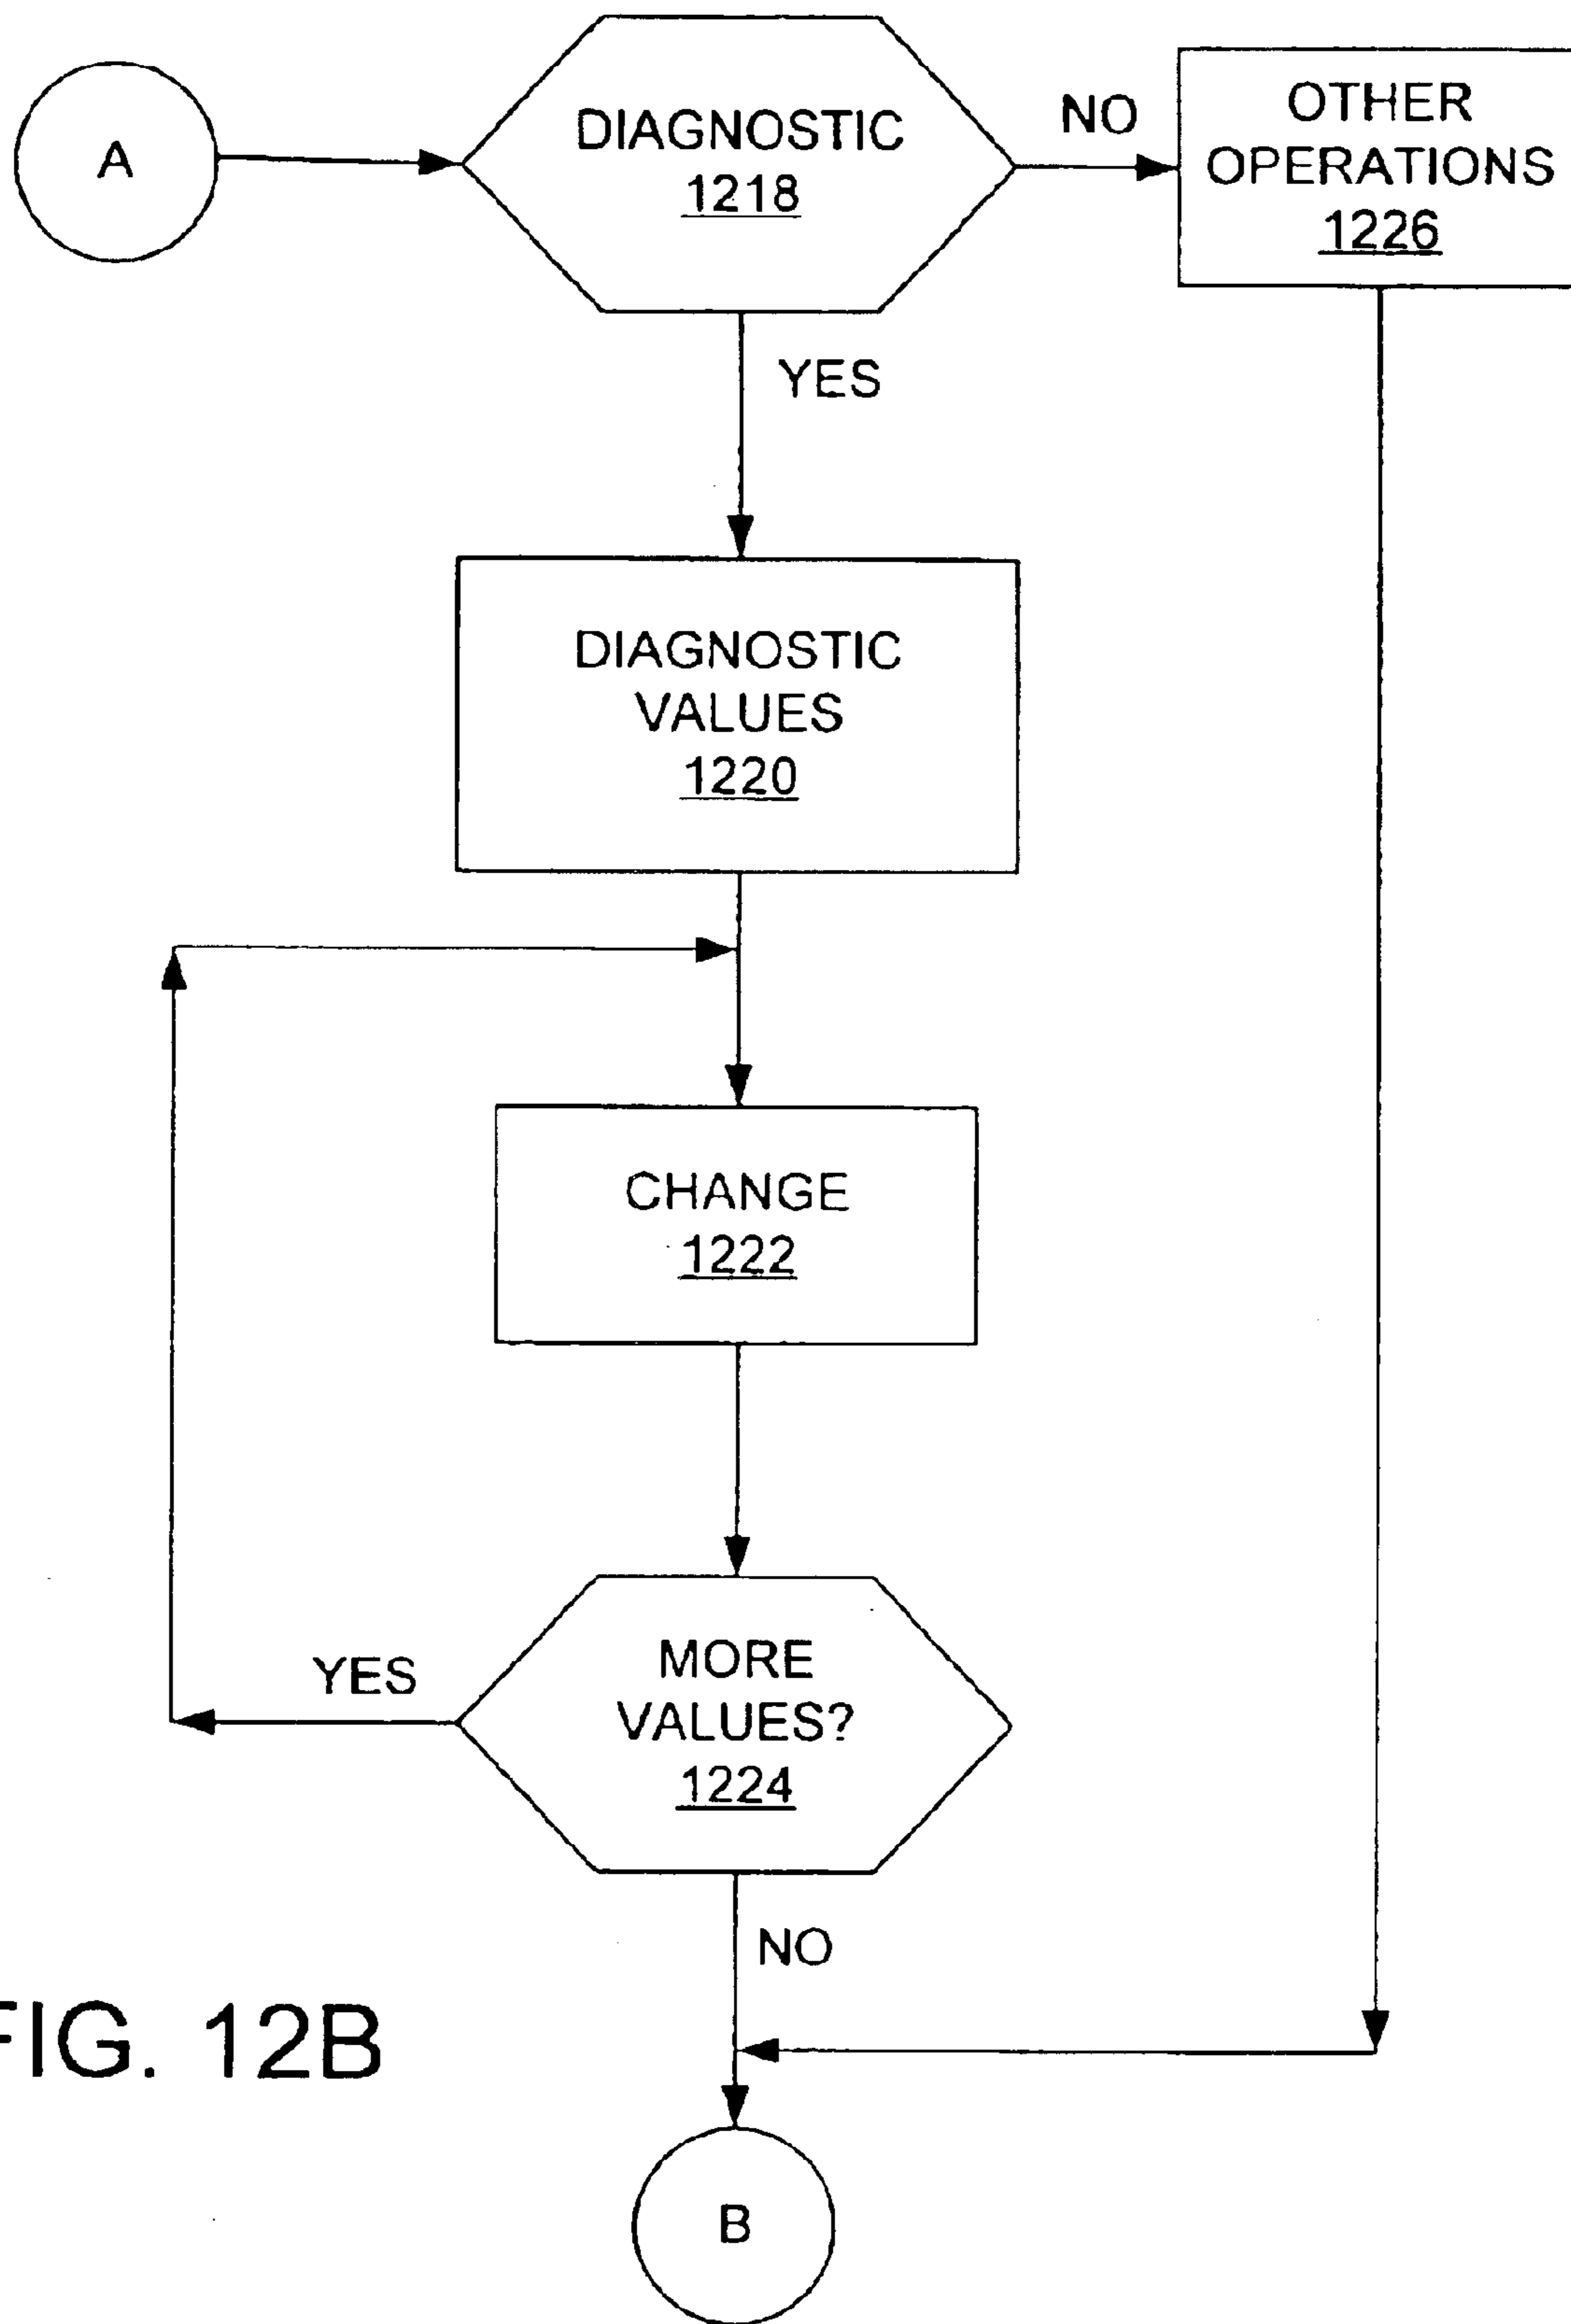 A
DIAGNOSTIC
1218
NO
OTHER
OPERATIONS
1226
YES
DIAGNOSTIC
VALUES
1220
CHANGE
1222
YES
MORE
VALUES?
1224
NO
FIG. 12B
B